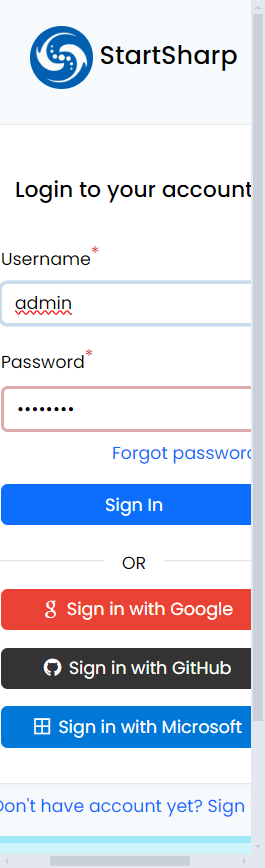 StartSharp
Login to your account
Username*
admin
Password*
••••••••
Forgot password
Sign In
OR
Sign in with Google
Sign in with GitHub
Sign in with Microsoft
Don't have account yet? Sign